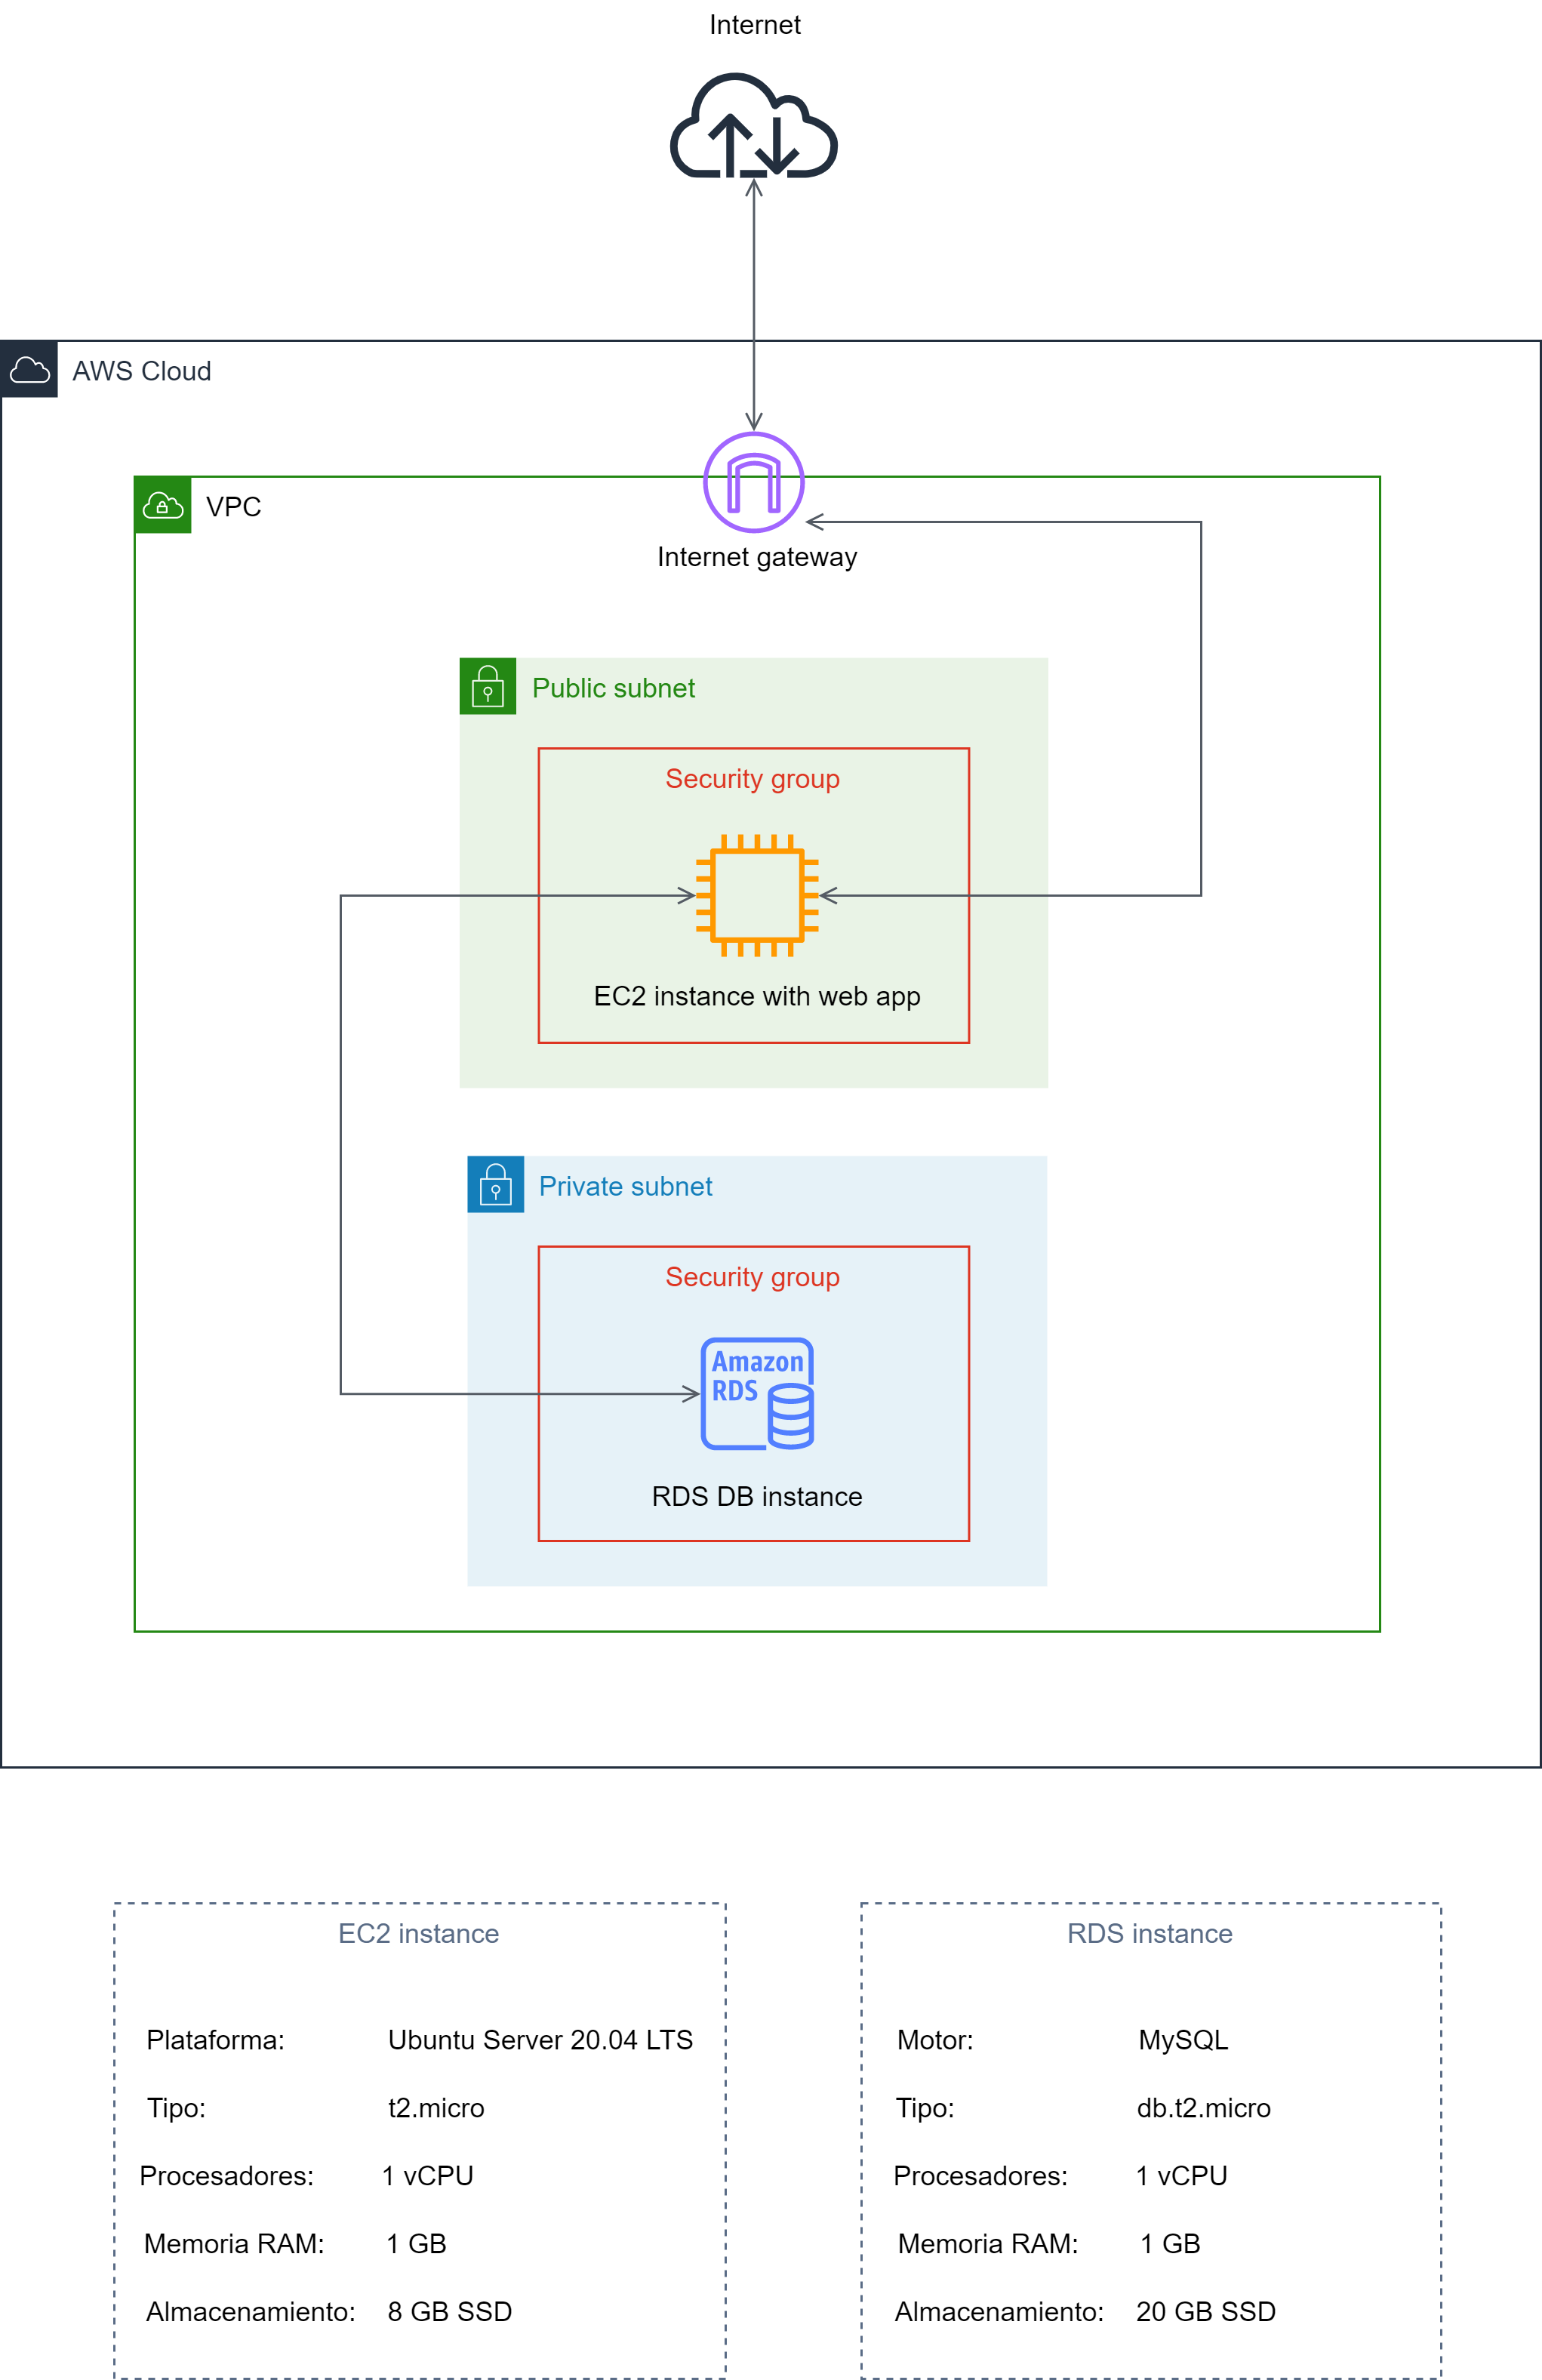 Internet
AWS Cloud
VPC
Internet gateway
Public subnet
Security group
EC2 instance with web app
Private subnet
Security group
Amazon
RDS
RDS DB instance
EC2 instance
Plataforma: Ubuntu Server 20.04 LTS
Tipo: t2.micro
Procesadores: 1 vCPU
Memoria RAM: 1 GB
Almacenamiento: 8 GB SSD
RDS instance
Motor: MySQL
Tipo: db.t2.micro
Procesadores: 1 vCPU
Memoria RAM: 1 GB
Almacenamiento: 20 GB SSD